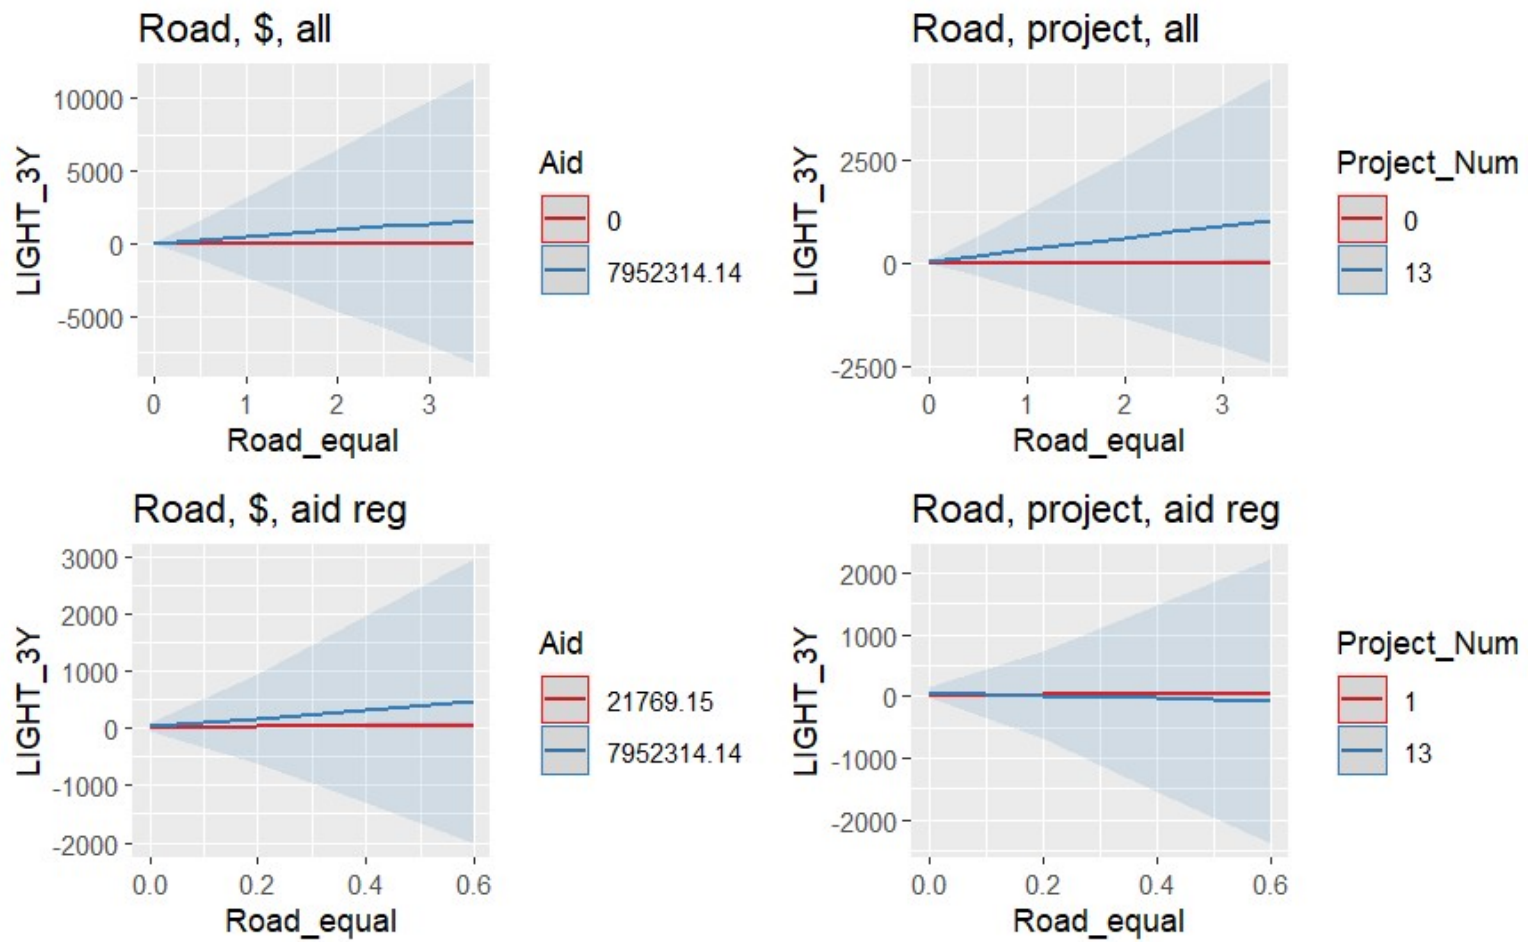 Road, $, all
10000
5000
0
-5000
LIGHT_3Y
0 1 2 3
Road_equal
Aid
0
7952314.14
Road, project, all
2500
0
-2500
LIGHT_3Y
0 1 2 3
Road_equal
Project_Num
0
13
Road, $, aid reg
3000
2000
1000
0
-1000
-2000
LIGHT_3Y
0.0 0.2 0.4 0.6
Road_equal
Aid
21769.15
7952314.14
Road, project, aid reg
2000
1000
0
-1000
-2000
LIGHT_3Y
0.0 0.2 0.4 0.6
Road_equal
Project_Num
1
13